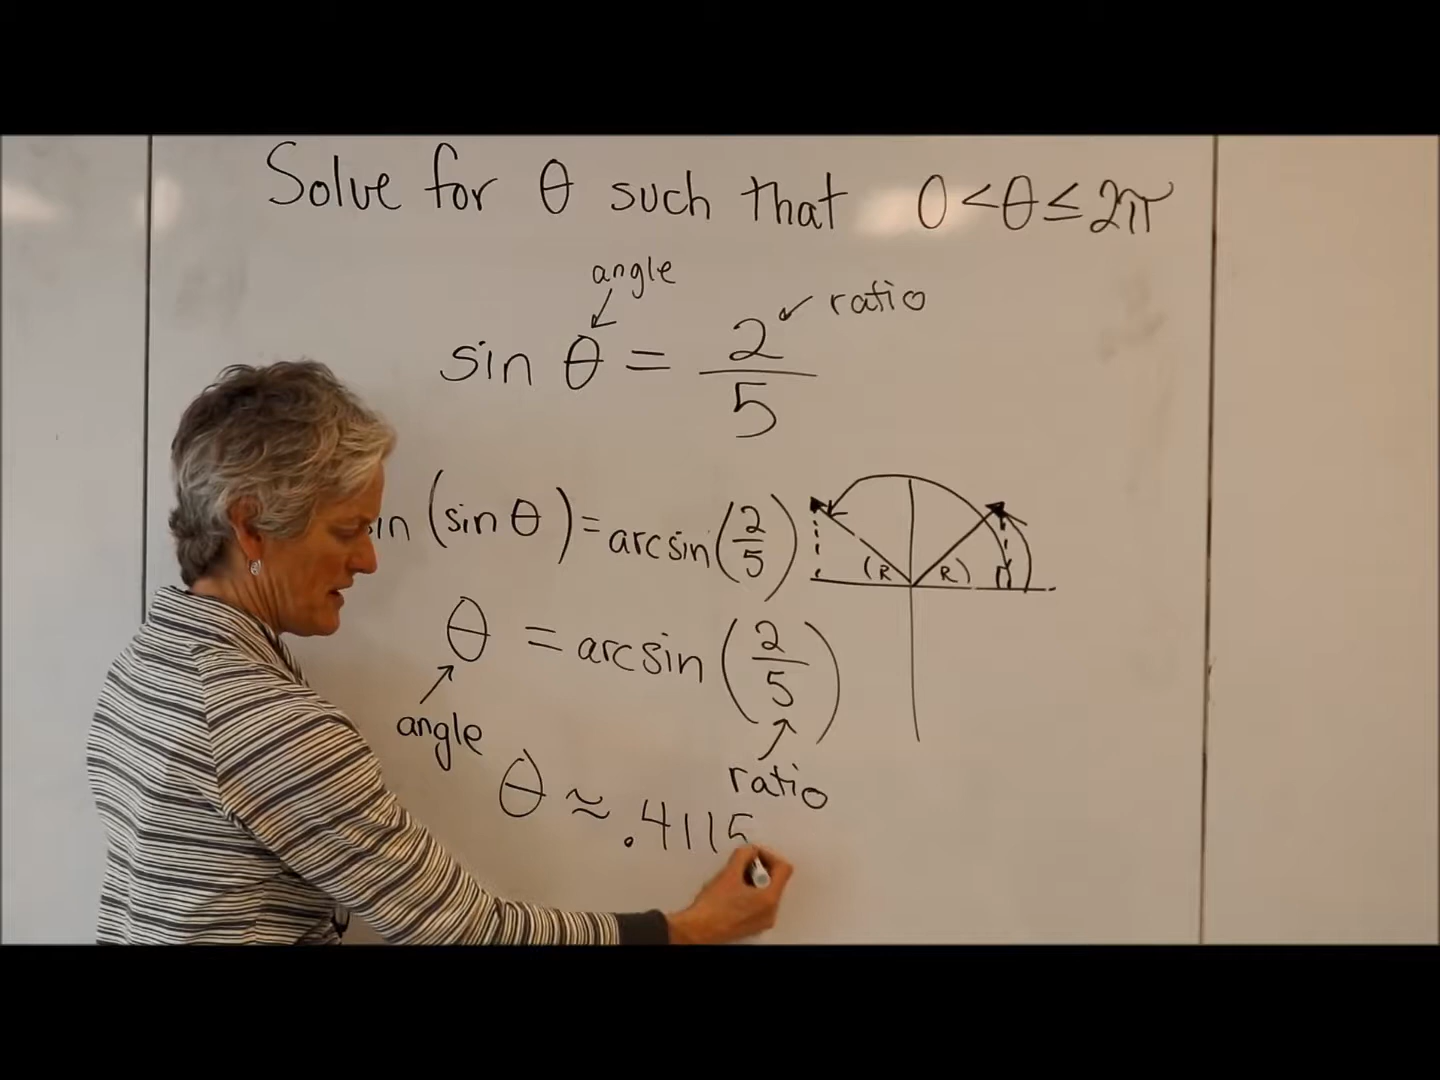 Solve for θ such that 0 < θ ≤ 2π
angle
ratio
sin θ = 2/5
in (sin θ) = arcsin (2/5)
(R R)
θ = arcsin (2/5)
angle
ratio
θ ≈ .4115